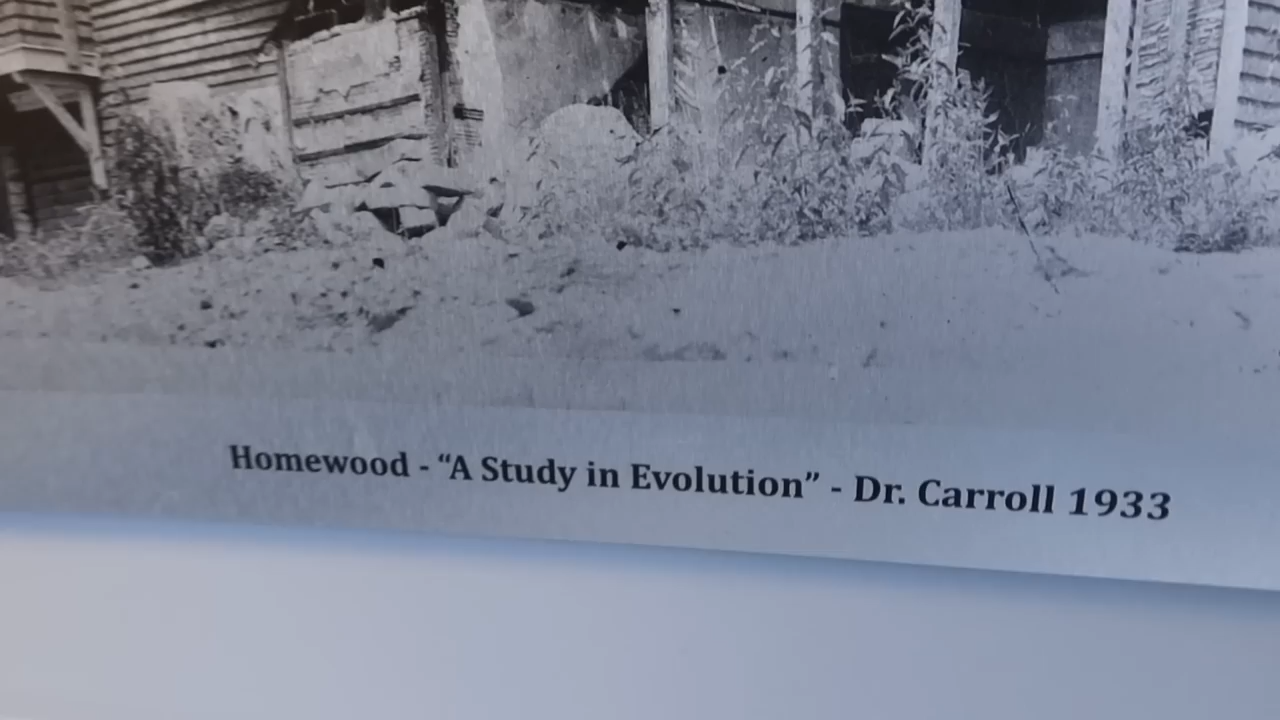 Homewood - “A Study in Evolution” - Dr. Carroll 1933